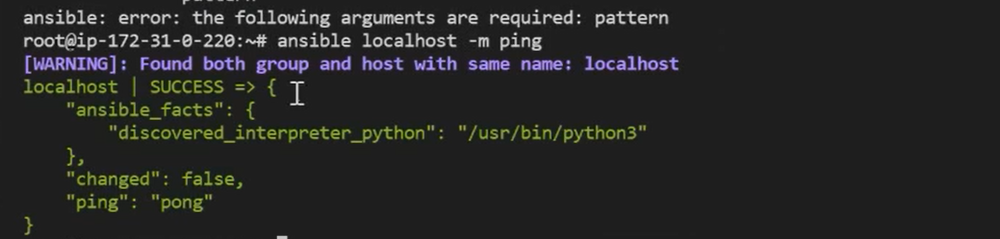 ansible: error: the following arguments are required: pattern
root@ip-172-31-0-220:~# ansible localhost -m ping
[WARNING]: Found both group and host with same name: localhost
localhost | SUCCESS => {
    "ansible_facts": {
        "discovered_interpreter_python": "/usr/bin/python3"
    },
    "changed": false,
    "ping": "pong"
}